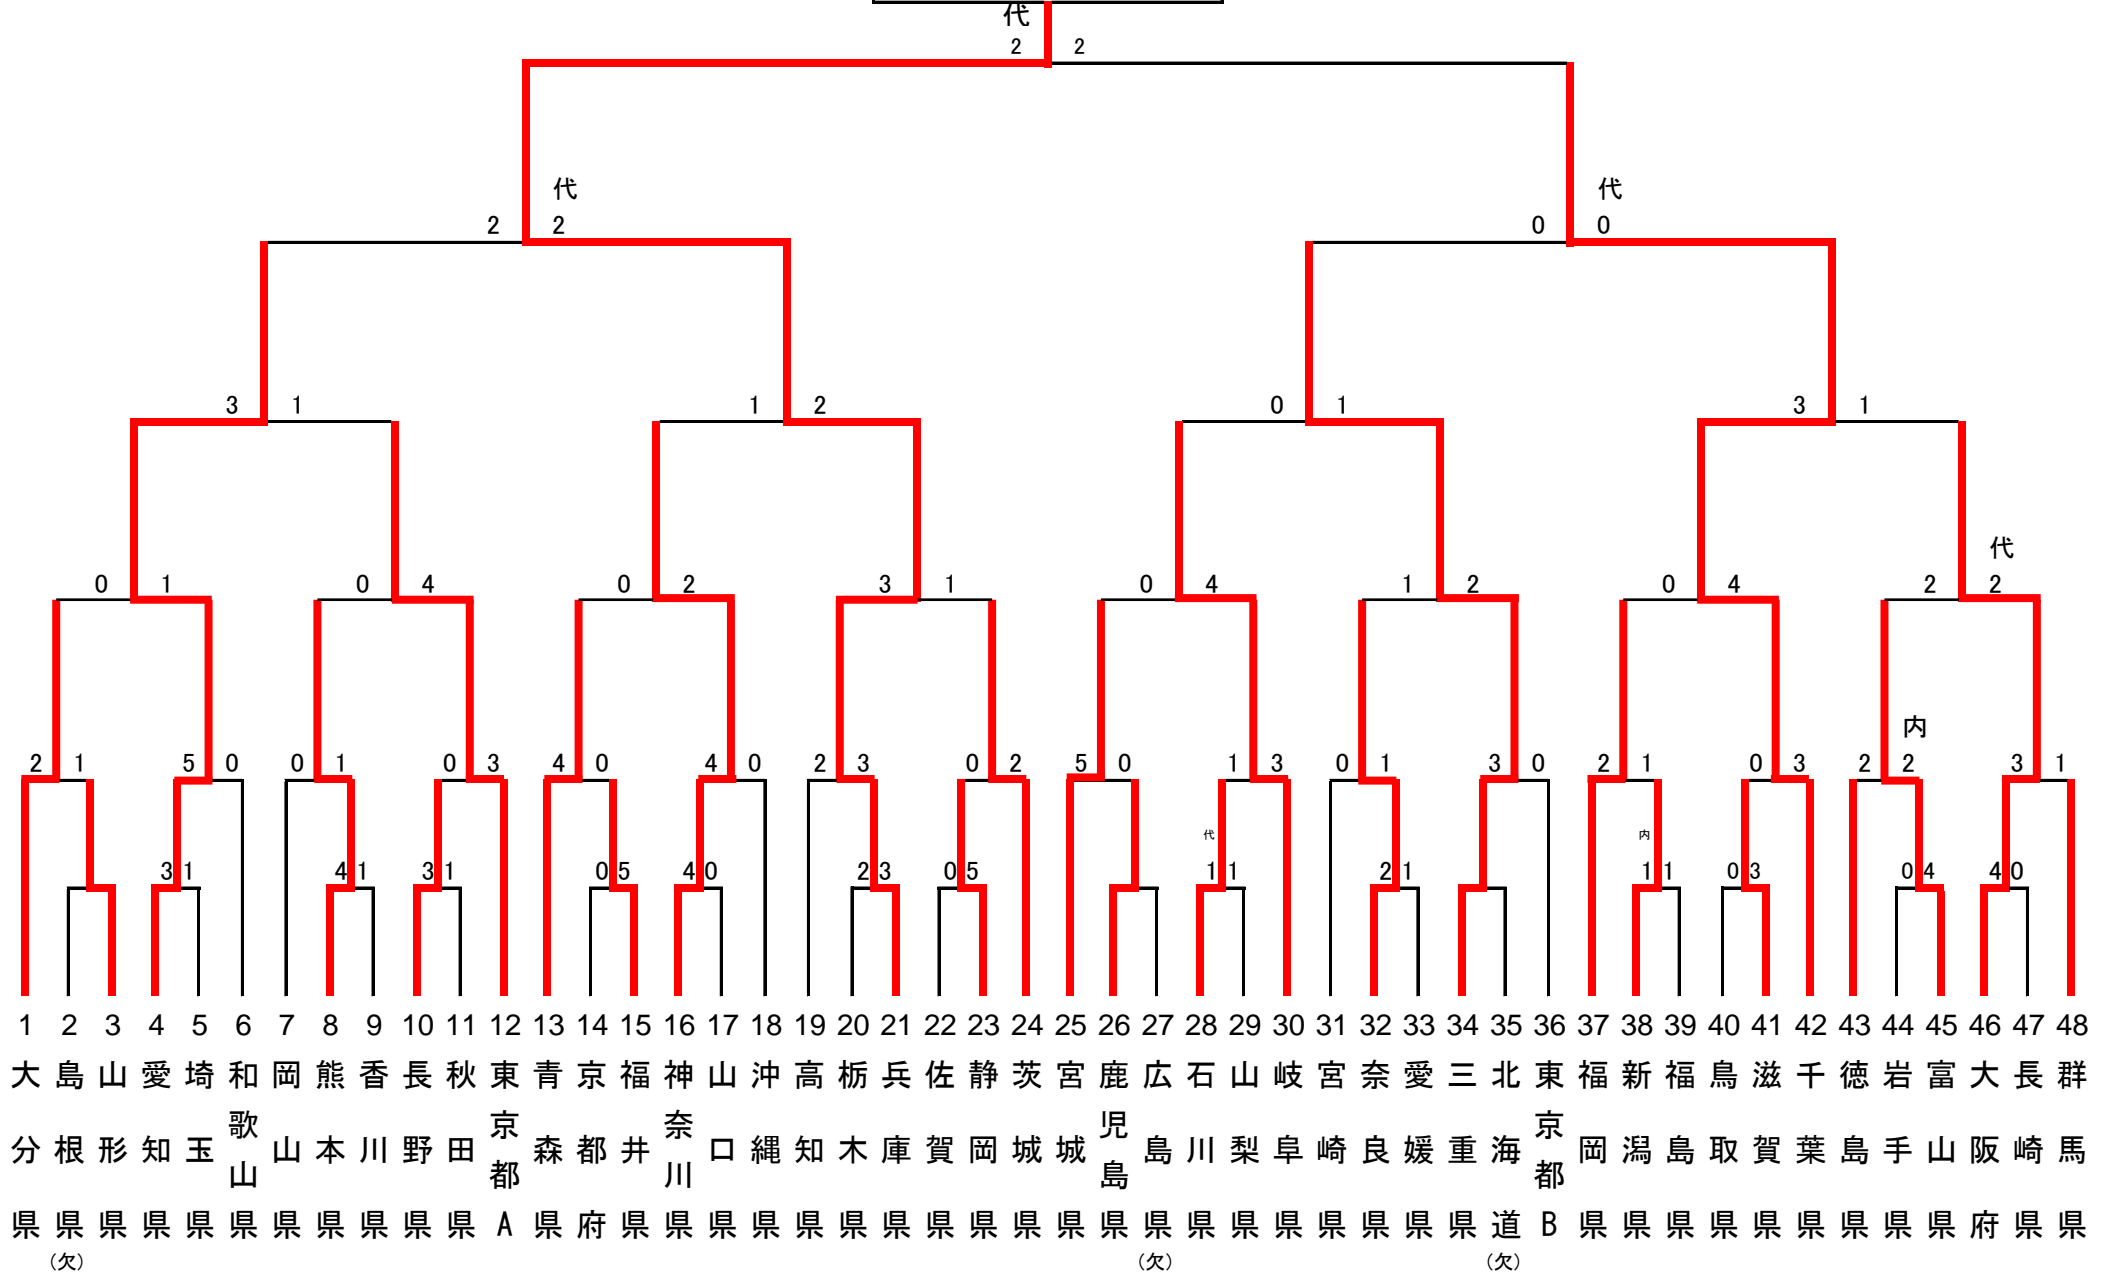 代
2 2
代 代
2 2 0 0
3 1 1 2 0 1 3 1
代
0 1 0 4 0 2 3 1 0 4 1 2 0 4 2 2
内
2 1 5 0 0 1 0 3 4 0 4 0 2 3 0 2 5 0 1 3 0 1 3 0 2 1 0 3 2 2 3 1
代 内
3 1 4 1 3 1 0 5 4 0 2 3 0 5 1 1 2 1 1 1 0 3 0 4 4 0
1 2 3 4 5 6 7 8 9 10 11 12 13 14 15 16 17 18 19 20 21 22 23 24 25 26 27 28 29 30 31 32 33 34 35 36 37 38 39 40 41 42 43 44 45 46 47 48
大分県
島根県
(欠)
山形県
愛知県
埼玉県
和歌山県
岡山県
熊本県
香川県
長野県
秋田県
東京都A
青森県
京都府
福井県
神奈川県
山口県
沖縄県
高知県
栃木県
兵庫県
佐賀県
静岡県
茨城県
宮城県
鹿児島県
広島県
(欠)
石川県
山梨県
岐阜県
宮崎県
奈良県
愛媛県
三重県
北海道
(欠)
東京都B
福岡県
新潟県
福島県
鳥取県
滋賀県
千葉県
徳島県
岩手県
富山県
大阪府
長崎県
群馬県